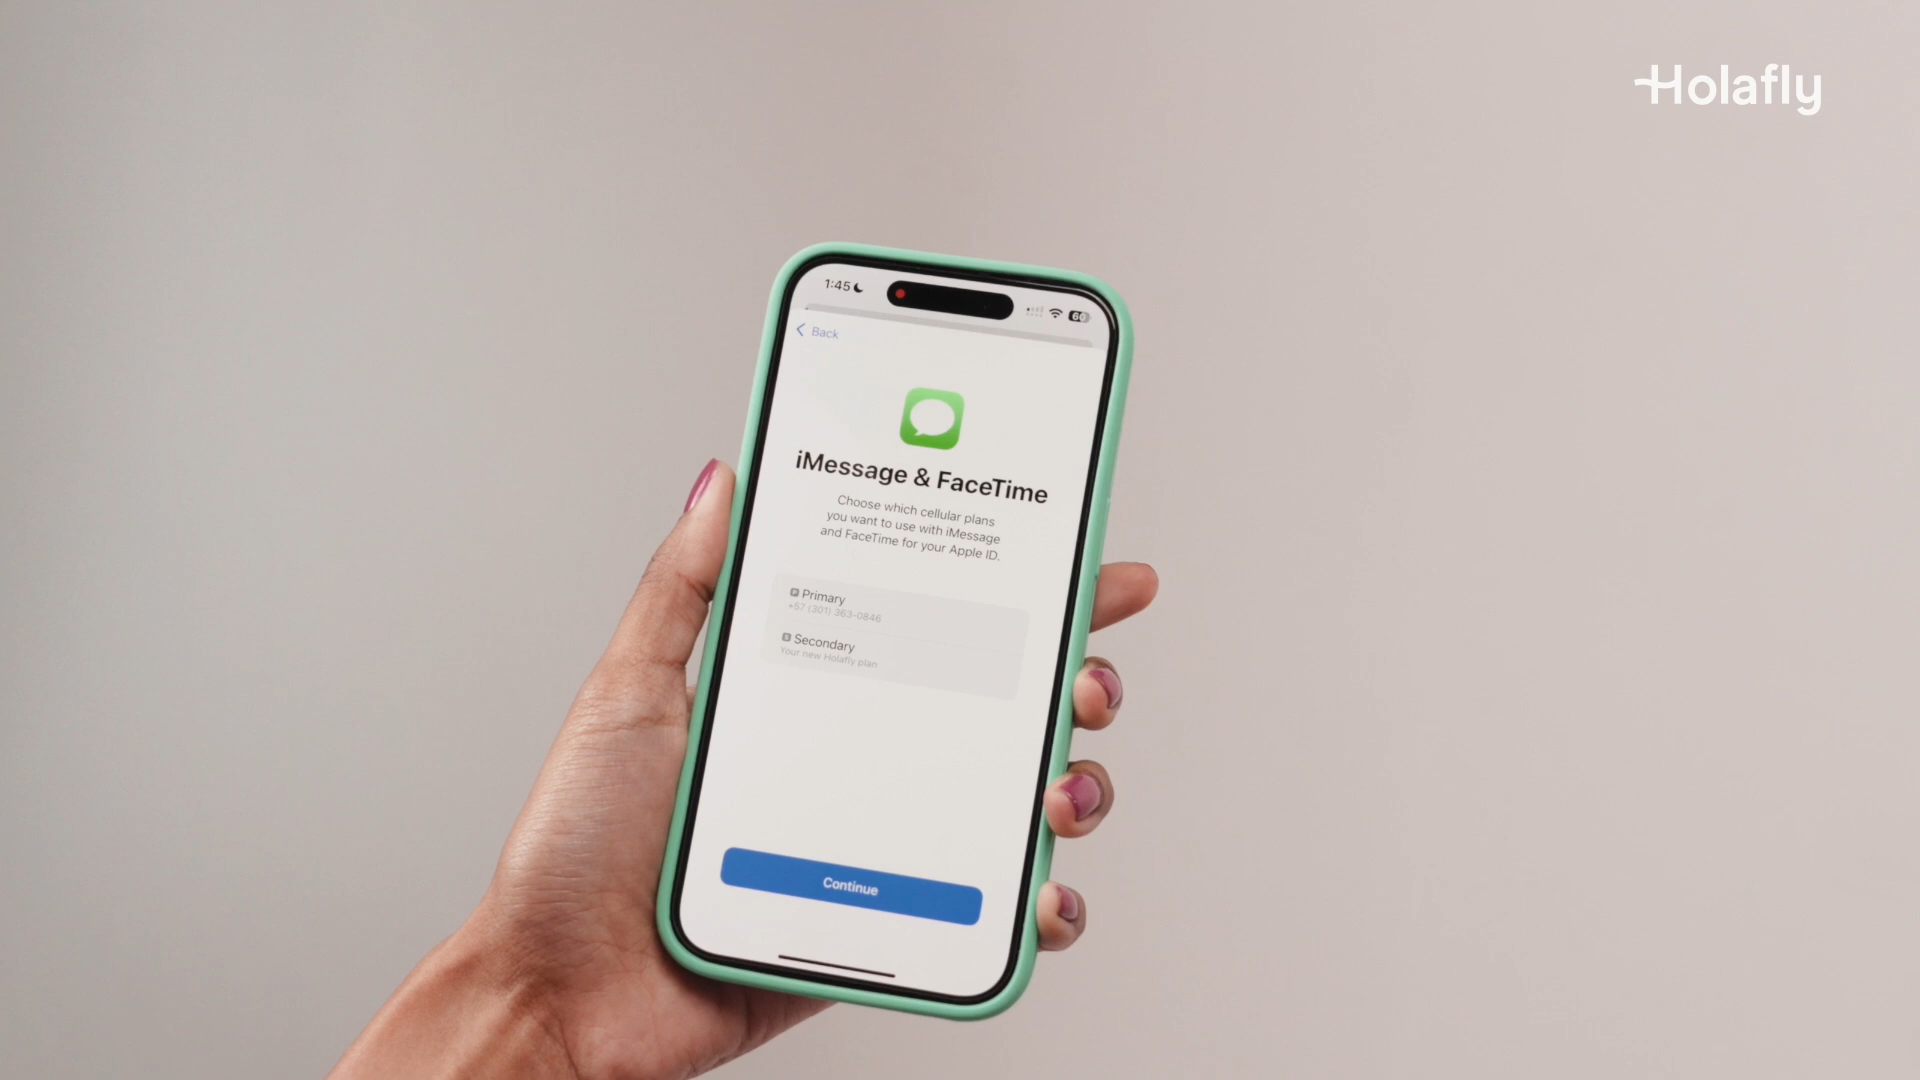 Holafly
1:45
60
Back
iMessage & FaceTime
Choose which cellular plans
you want to use with iMessage
and FaceTime for your Apple ID.
P Primary
+57 (301) 363-0846
S Secondary
Your new Holafly plan
Continue